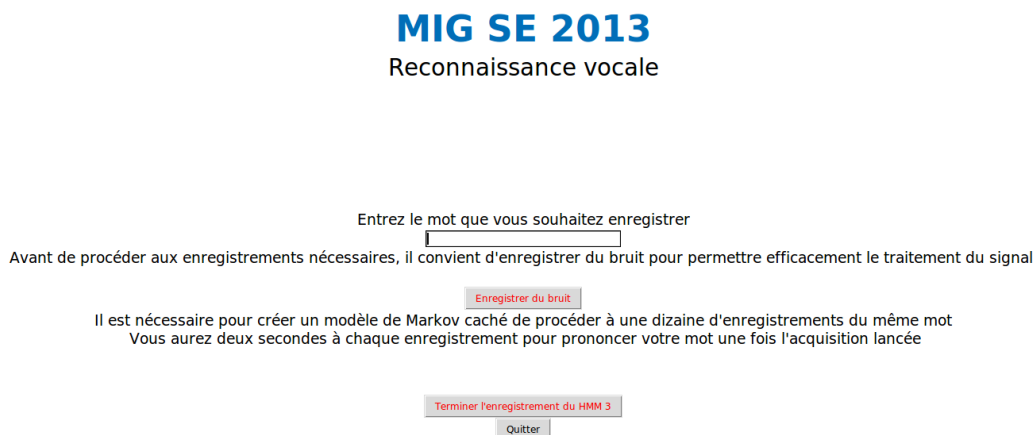 MIG SE 2013
Reconnaissance vocale
Entrez le mot que vous souhaitez enregistrer
Avant de procéder aux enregistrements nécessaires, il convient d'enregistrer du bruit pour permettre efficacement le traitement du signal
Enregistrer du bruit
Il est nécessaire pour créer un modèle de Markov caché de procéder à une dizaine d'enregistrements du même mot
Vous aurez deux secondes à chaque enregistrement pour prononcer votre mot une fois l'acquisition lancée
Terminer l'enregistrement du HMM 3
Quitter